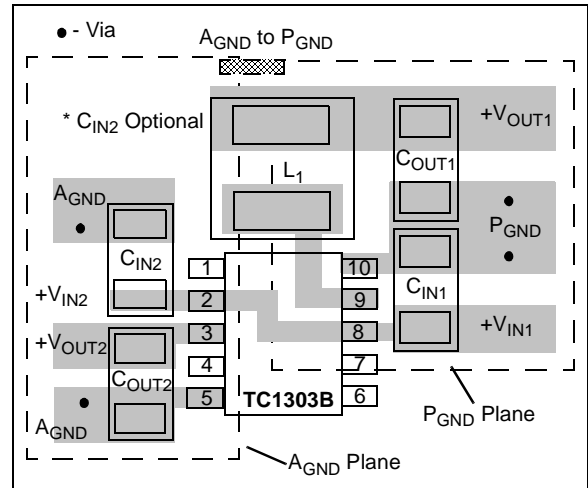 ● - Via
AGND to PGND
* CIN2 Optional
+VOUT1
COUT1
L1
AGND
PGND
CIN2
1
10
CIN1
+VIN2
2
9
+VOUT2
3
8
+VIN1
COUT2
4
7
5
TC1303B
6
AGND
PGND Plane
AGND Plane